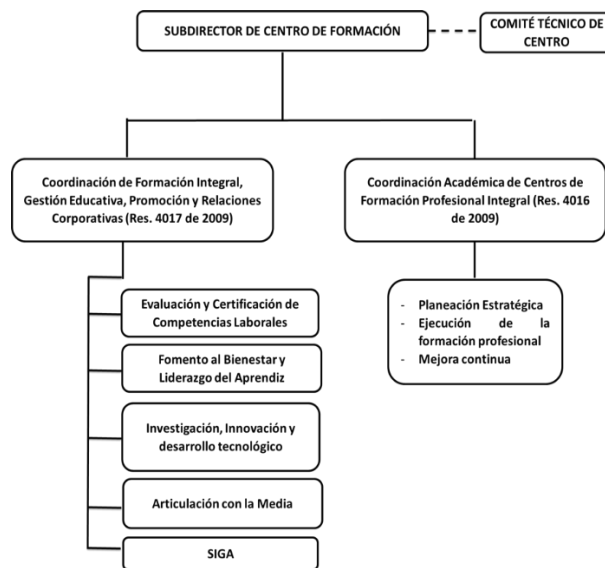 SUBDIRECTOR DE CENTRO DE FORMACIÓN
COMITÉ TÉCNICO DE
CENTRO
Coordinación de Formación Integral,
Gestión Educativa, Promoción y Relaciones
Corporativas (Res. 4017 de 2009)
Coordinación Académica de Centros de
Formación Profesional Integral (Res. 4016
de 2009)
Evaluación y Certificación de
Competencias Laborales
Fomento al Bienestar y
Liderazgo del Aprendiz
Investigación, Innovación y
desarrollo tecnológico
Articulación con la Media
SIGA
- Planeación Estratégica
- Ejecución de la
formación profesional
- Mejora continua